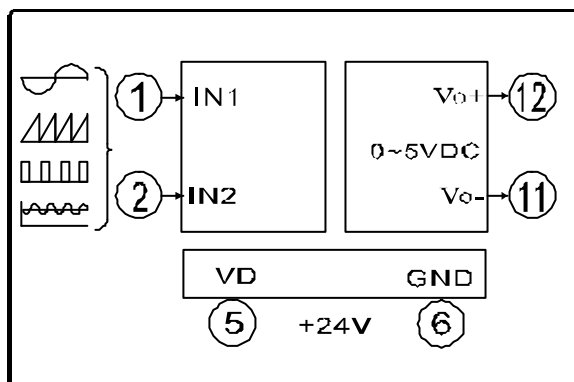 1 IN1 Vo+ 12
0~5VDC
2 IN2 Vo- 11
VD GND
5 +24V 6